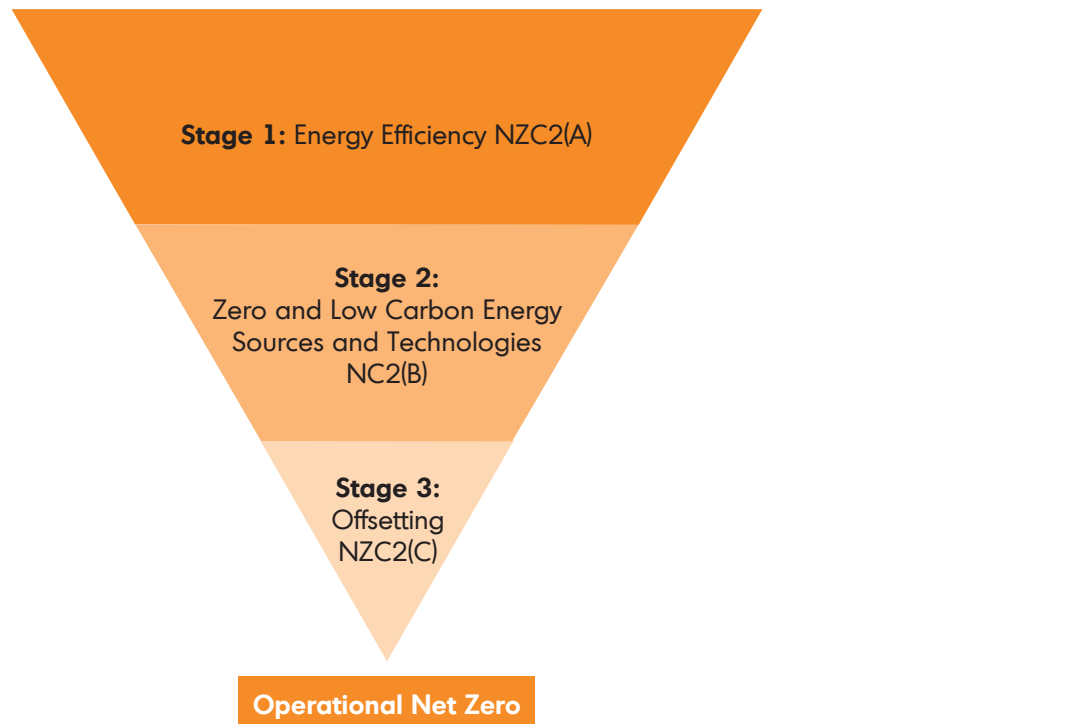 Stage 1: Energy Efficiency NZC2(A)
Stage 2:
Zero and Low Carbon Energy
Sources and Technologies
NC2(B)
Stage 3:
Offsetting
NZC2(C)
Operational Net Zero